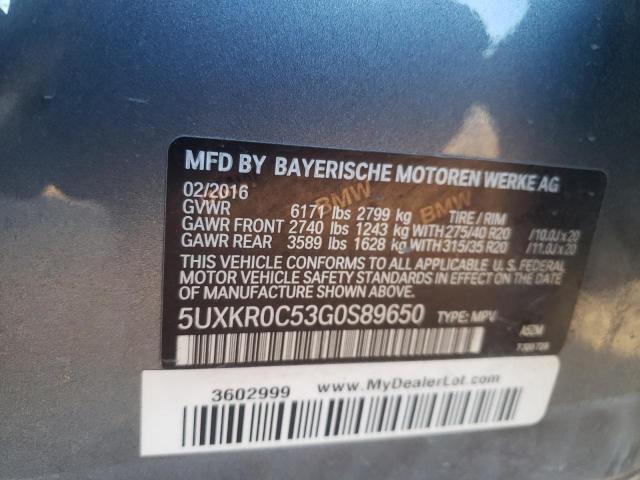 MFD BY BAYERISCHE MOTOREN WERKE AG
02/2016
GVWR 6171 lbs 2799 kg TIRE / RIM
GAWR FRONT 2740 lbs 1243 kg WITH 275/40 R20 /10.0J x 20
GAWR REAR 3589 lbs 1628 kg WITH 315/35 R20 /11.0J x 20
THIS VEHICLE CONFORMS TO ALL APPLICABLE U. S. FEDERAL
MOTOR VEHICLE SAFETY STANDARDS IN EFFECT ON THE DATE
OF MANUFACTURE SHOWN ABOVE.
5UXKR0C53G0S89650 TYPE: MPV
A52M
BMW
BMW
3602999 www.MyDealerLot.com